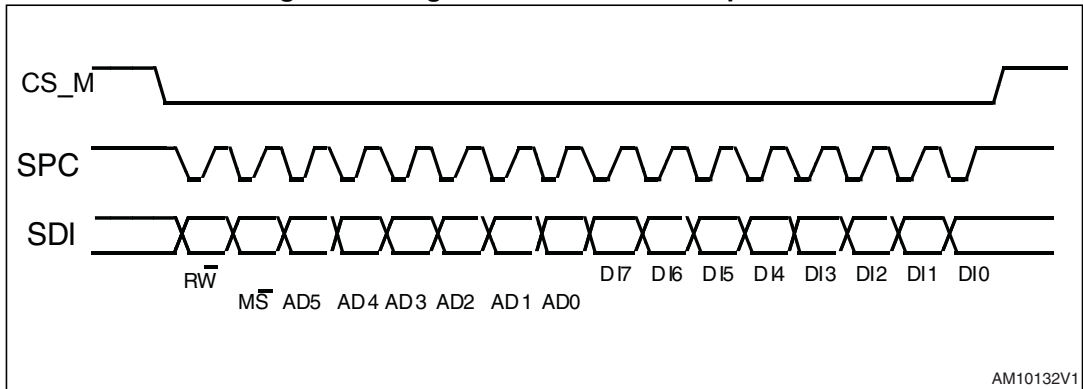 CS_M
SPC
SDI
RW̅
DI7 DI6 DI5 DI4 DI3 DI2 DI1 DI0
MS̅ AD5 AD4 AD3 AD2 AD1 AD0
AM10132V1